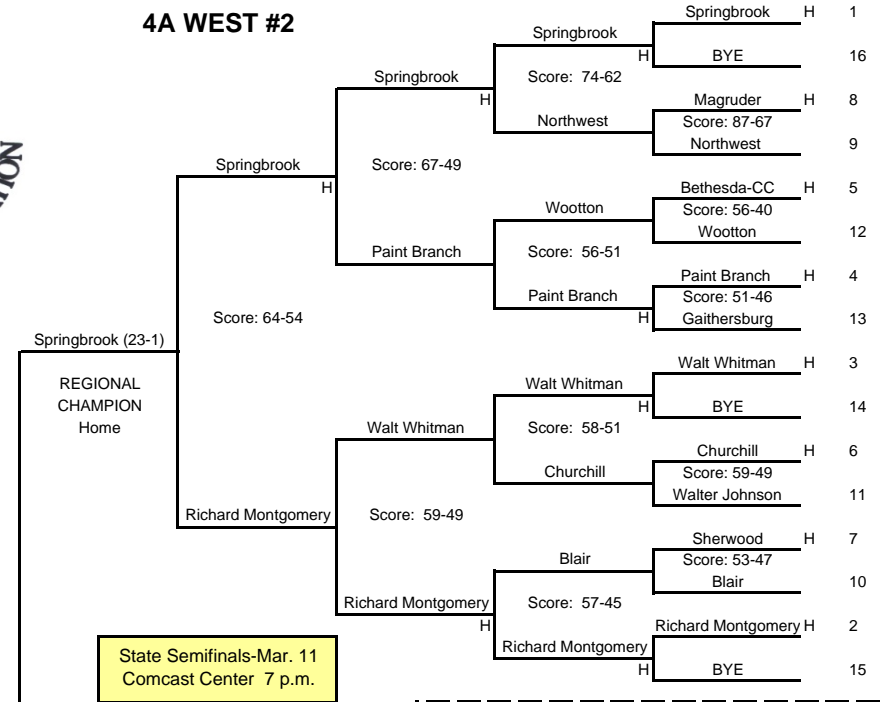 4A WEST #2
Springbrook H 1
Springbrook
H BYE 16
Springbrook Score: 74-62
H Magruder H 8
Northwest Score: 87-67
Northwest 9
Springbrook Score: 67-49
H Bethesda-CC H 5
Wootton Score: 56-40
Wootton 12
Paint Branch Score: 56-51
Paint Branch H 4
Paint Branch Score: 51-46
H Gaithersburg 13
Score: 64-54
Springbrook (23-1)
REGIONAL
CHAMPION
Home
Walt Whitman H 3
Walt Whitman
H BYE 14
Walt Whitman Score: 58-51
Churchill H 6
Churchill Score: 59-49
Walter Johnson 11
Richard Montgomery Score: 59-49
Sherwood H 7
Blair Score: 53-47
Blair 10
Richard Montgomery Score: 57-45
H Richard Montgomery H 2
Richard Montgomery
H BYE 15
State Semifinals-Mar. 11
Comcast Center 7 p.m.